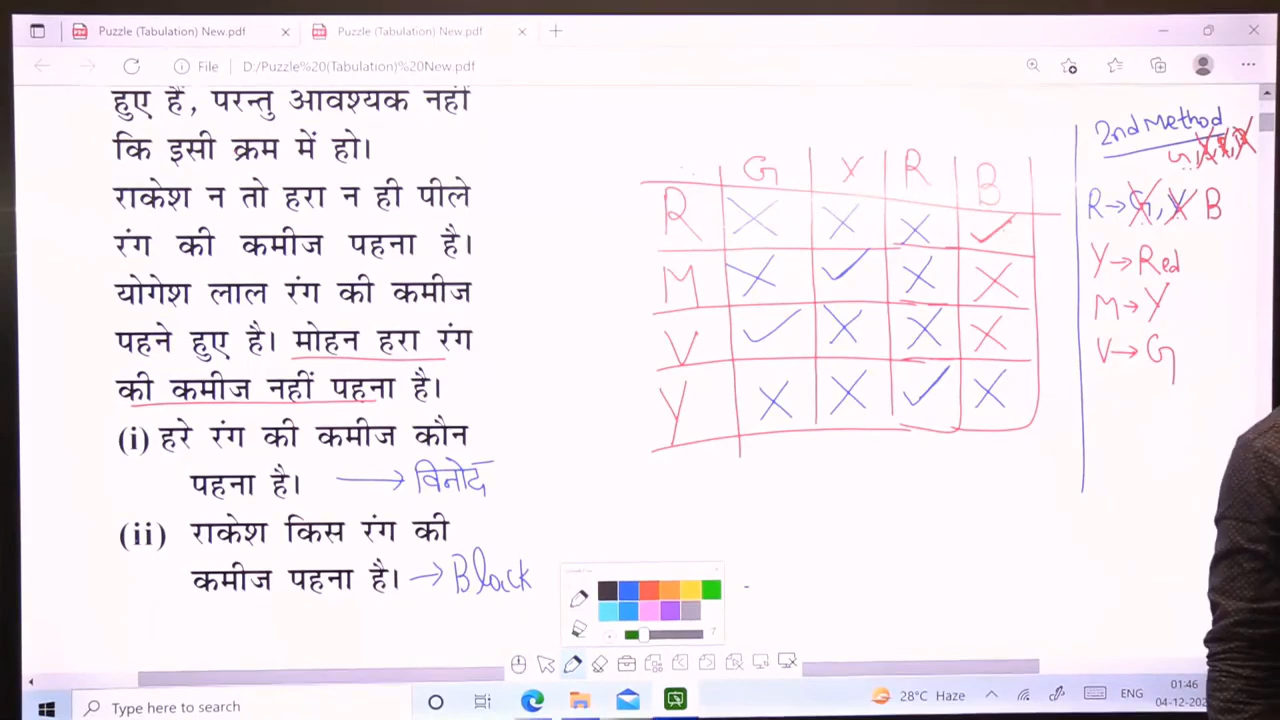 Puzzle (Tabulation) New.pdf
Puzzle (Tabulation) New.pdf
File
D:/Puzzle%20(Tabulation)%20New.pdf
हुए हैं, परन्तु आवश्यक नहीं
कि इसी क्रम में हो।
राकेश न तो हरा न ही पीले
रंग की कमीज पहना है।
योगेश लाल रंग की कमीज
पहने हुए है। मोहन हरा रंग
की कमीज नहीं पहना है।
(i) हरे रंग की कमीज कौन
पहना है। → विनोद
(ii) राकेश किस रंग की
कमीज पहना है। → Black
G Y R B
R
M
V
Y
2nd Method
R→G, Y B
Y→Red
M→Y
V→G
7
Type here to search
28°C Haze
ENG
01:46